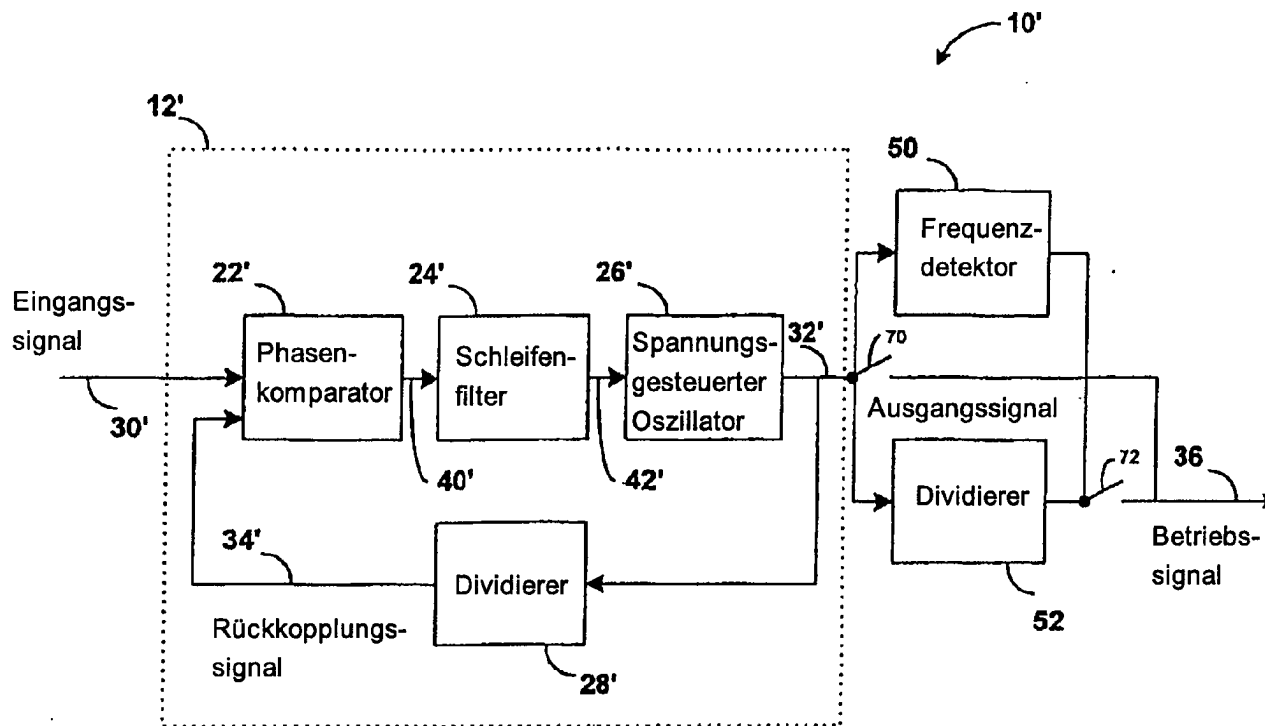 10'
12'
50
Frequenz-
detektor
22'
24'
26'
Eingangs-
signal
Phasen-
komparator
Schleifen-
filter
Spannungs-
gesteuerter
Oszillator
32'
70
Ausgangssignal
30'
40'
42'
72
36
Dividierer
Betriebs-
signal
34'
Dividierer
52
Rückkopplungs-
signal
28'